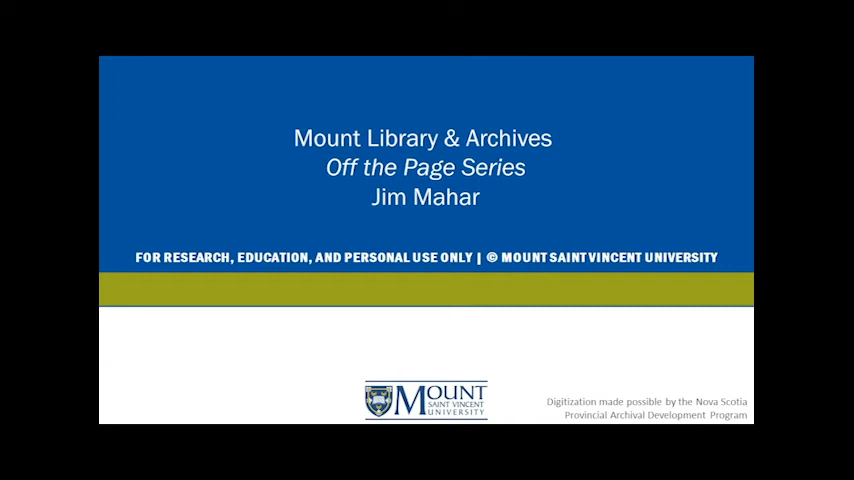 Mount Library & Archives
Off the Page Series
Jim Mahar
FOR RESEARCH, EDUCATION, AND PERSONAL USE ONLY | © MOUNT SAINT VINCENT UNIVERSITY
MOUNT
SAINT VINCENT
UNIVERSITY
Digitization made possible by the Nova Scotia
Provincial Archival Development Program